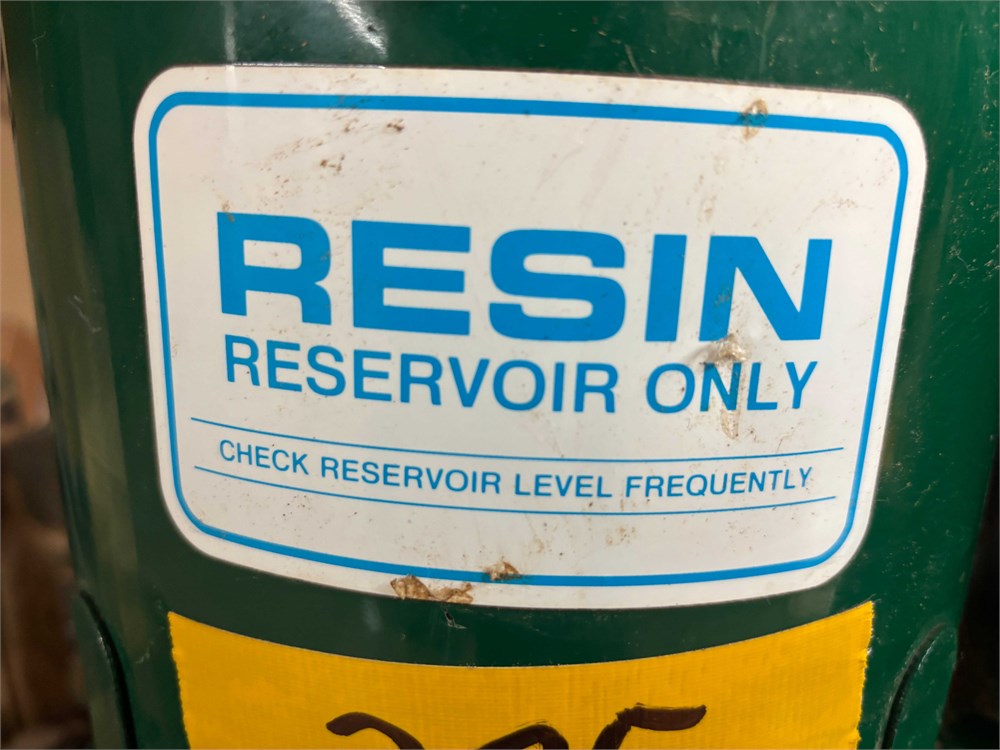 RESIN
RESERVOIR ONLY
CHECK RESERVOIR LEVEL FREQUENTLY